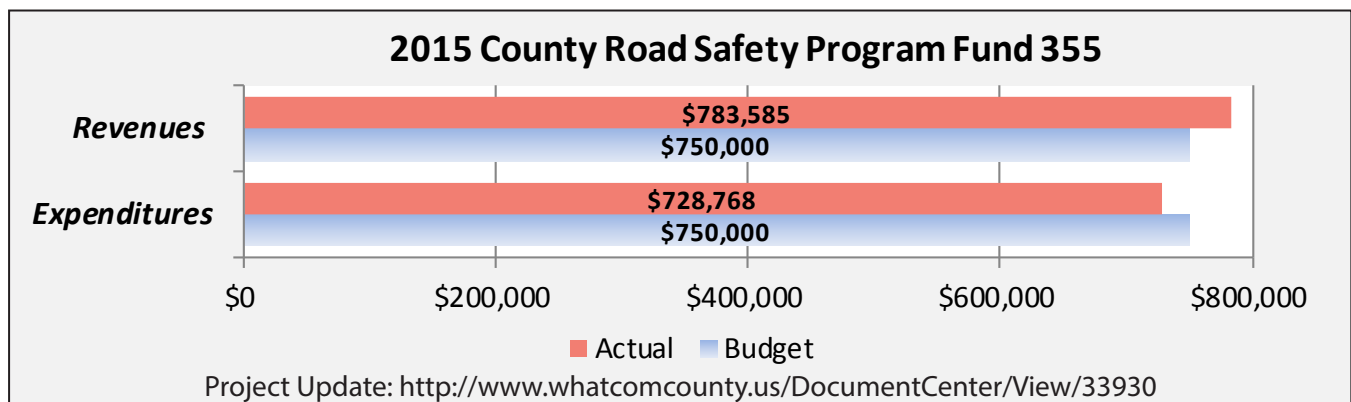 2015 County Road Safety Program Fund 355
Revenues
$783,585
$750,000
Expenditures
$728,768
$750,000
$0 $200,000 $400,000 $600,000 $800,000
Actual Budget
Project Update: http://www.whatcomcounty.us/DocumentCenter/View/33930